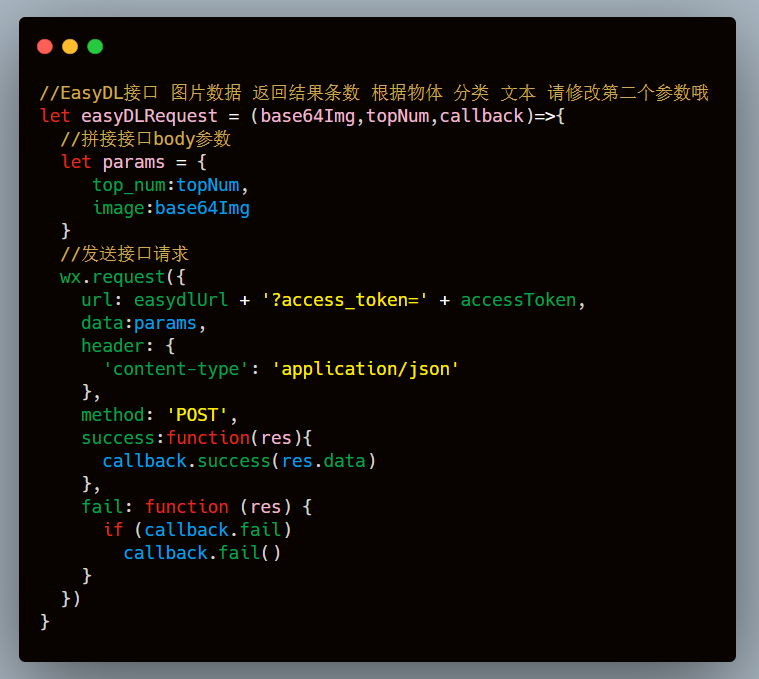 //EasyDL接口 图片数据 返回结果条数 根据物体 分类 文本 请修改第二个参数哦
let easyDLRequest = (base64Img,topNum,callback)=>{
  //拼接接口body参数
  let params = {
     top_num:topNum,
     image:base64Img
  }
  //发送接口请求
  wx.request({
    url: easydlUrl + '?access_token=' + accessToken,
    data:params,
    header: {
      'content-type': 'application/json'
    },
    method: 'POST',
    success:function(res){
      callback.success(res.data)
    },
    fail: function (res) {
      if (callback.fail)
        callback.fail()
    }
  })
}